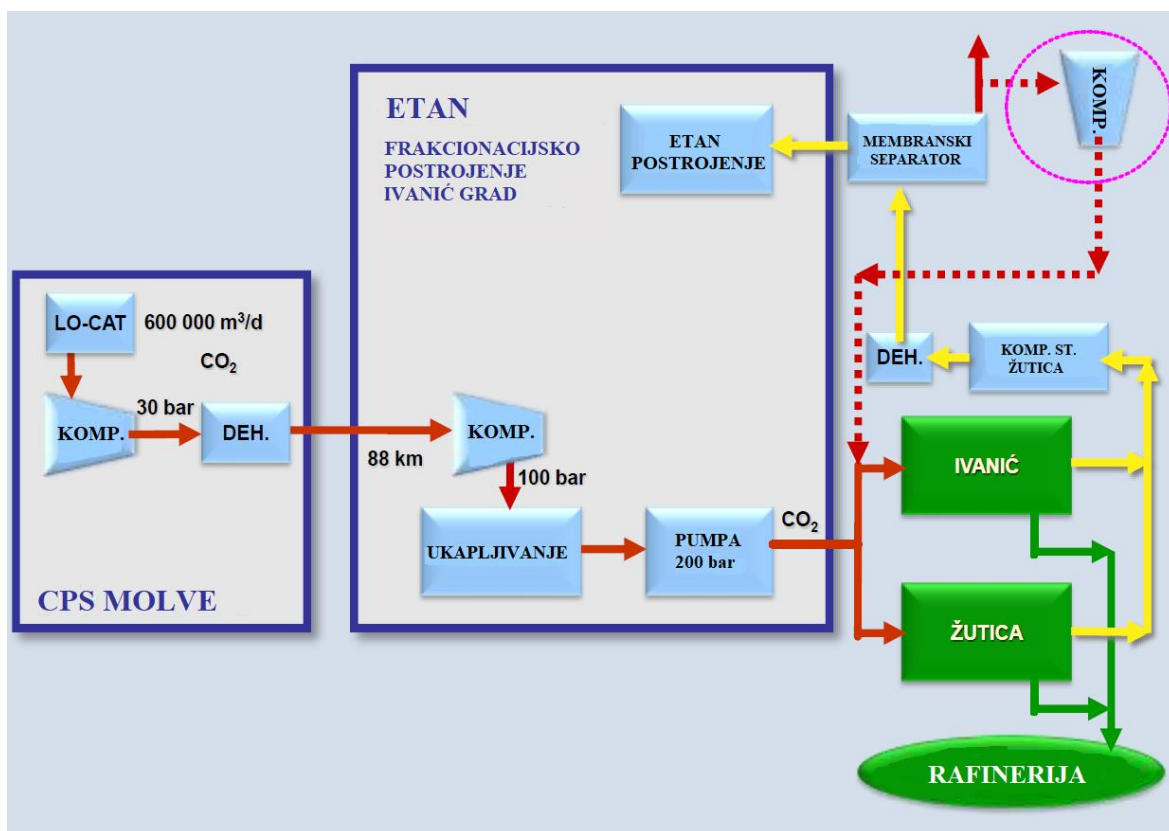 ETAN
FRAKCIONACIJSKO
POSTROJENJE
IVANIĆ GRAD
ETAN
POSTROJENJE
MEMBRANSKI
SEPARATOR
KOMP.
LO-CAT
600 000 m³/d
CO₂
KOMP.
30 bar
DEH.
88 km
CPS MOLVE
KOMP.
100 bar
UKAPLJIVANJE
PUMPA
200 bar
CO₂
DEH.
KOMP. ST.
ŽUTICA
IVANIĆ
ŽUTICA
RAFINERIJA